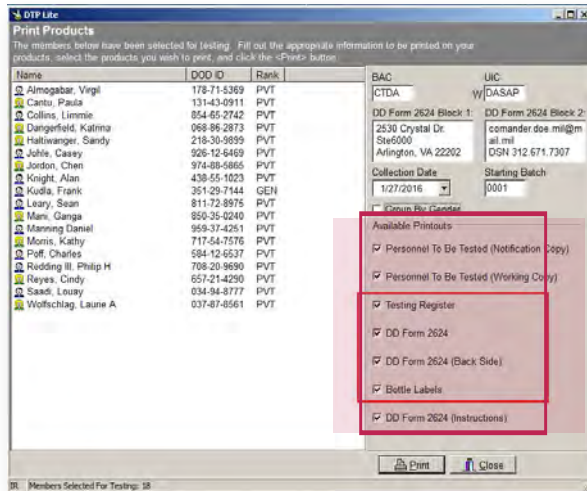 DTP Lite
Print Products
The members below have been selected for testing. Fill out the appropriate information to be printed on your
products, select the products you wish to print, and click the <Print> button.
Name DOD ID Rank
Almogabar, Virgil 178-71-5369 PVT
Cantu, Paula 131-43-0911 PVT
Collins, Limmie 854-65-2742 PVT
Dangerfield, Katrina 068-86-2873 PVT
Haltiwanger, Sandy 218-30-9899 PVT
Johle, Casey 926-12-6469 PVT
Jordon, Chen 974-88-5865 PVT
Knight, Alan 438-55-1023 PVT
Kudla, Frank 351-29-7144 GEN
Leary, Sean 811-72-8975 PVT
Mani, Ganga 850-35-0240 PVT
Manning Daniel 959-37-4251 PVT
Morris, Kathy 717-54-7576 PVT
Poff, Charles 584-12-6537 PVT
Redding III, Philip H 708-20-9690 PVT
Reyes, Cindy 657-21-4290 PVT
Saadi, Louay 034-94-8777 PVT
Wolfschlag, Laurie A 037-87-8561 PVT
BAC UIC
CTDA W DASAP
DD Form 2624 Block 1: DD Form 2624 Block 2:
2530 Crystal Dr. comander.doe.mil@m
Ste6000 ail.mil
Arlington, VA 22202 DSN 312.671.7307
Collection Date Starting Batch
1/27/2016 0001
Group By Gender
Available Printouts
Personnel To Be Tested (Notification Copy)
Personnel To Be Tested (Working Copy)
Testing Register
DD Form 2624
DD Form 2624 (Back Side)
Bottle Labels
DD Form 2624 (Instructions)
Print Close
IR Members Selected For Testing: 18